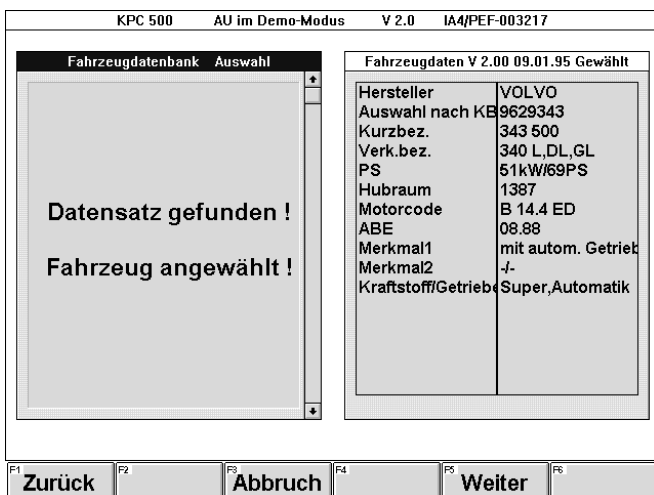 KPC 500 AU im Demo-Modus V 2.0 IA4/PEF-003217
Fahrzeugdatenbank Auswahl
Datensatz gefunden !
Fahrzeug angewählt !
Fahrzeugdaten V 2.00 09.01.95 Gewählt
Hersteller VOLVO
Auswahl nach KB 9629343
Kurzbez. 343 500
Verk.bez. 340 L,DL,GL
PS 51kW/69PS
Hubraum 1387
Motorcode B 14.4 ED
ABE 08.88
Merkmal1 mit autom. Getrieb
Merkmal2 -/-
Kraftstoff/Getriebe Super,Automatik
F1 Zurück F2 F3 Abbruch F4 F5 Weiter F6